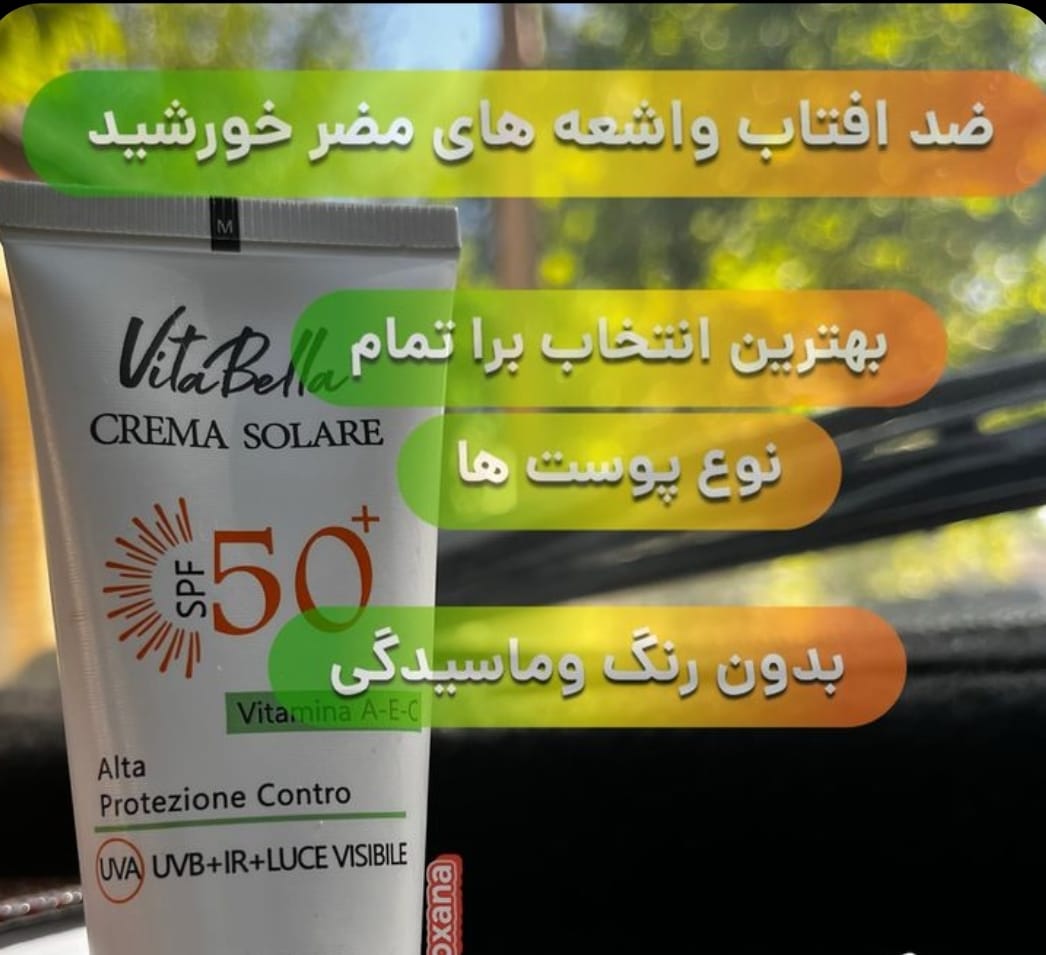 ضد افتاب واشعه های مضر خورشید
M
VitaBella
CREMA SOLARE
بهترین انتخاب برا تمام
نوع پوست ها
SPF 50+
بدون رنگ وماسیدگی
Vitamina A-E-C
Alta
Protezione Contro
UVA UVB+IR+LUCE VISIBILE
oxana